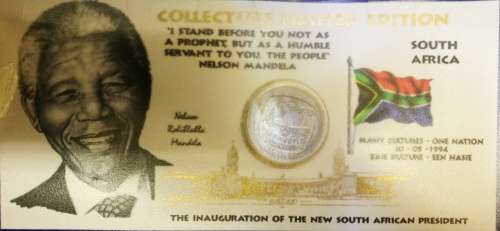 COLLECTORS LIMITED EDITION
"I STAND BEFORE YOU NOT AS
A PROPHET, BUT AS A HUMBLE
SERVANT TO YOU, THE PEOPLE"
NELSON MANDELA
SOUTH
AFRICA
Nelson
Rolihlahla
Mandela
MANY CULTURES - ONE NATION
10 - 05 - 1994
BAIE KULTURE - EEN NASIE
THE INAUGURATION OF THE NEW SOUTH AFRICAN PRESIDENT